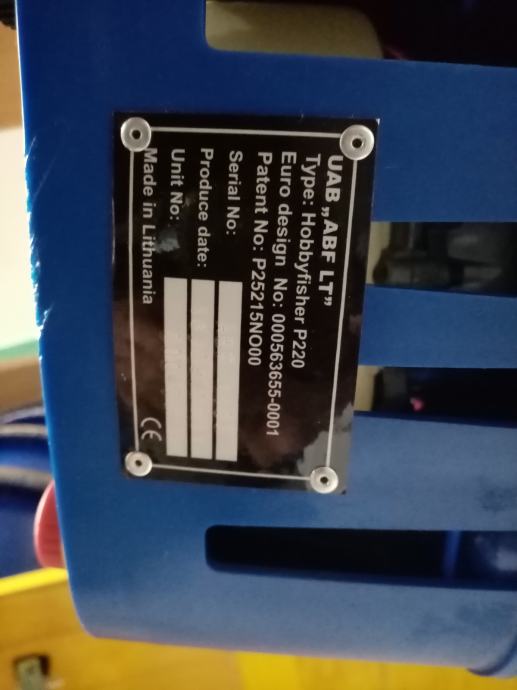 UAB „ABF LT”
Type: Hobbyfisher P220
Euro design No: 000563655-0001
Patent No: P25215NO00
Serial No:
Produce date:
Unit No:
Made in Lithuania CE